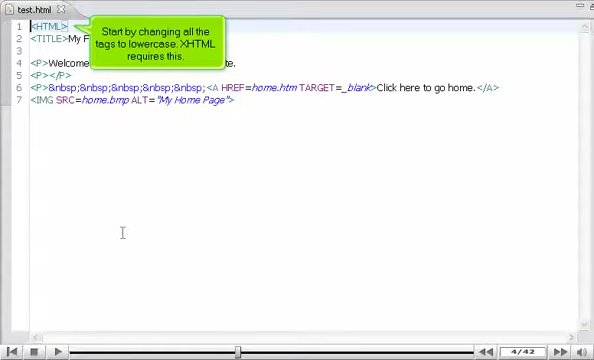 test.html
1 <HTML>
Start by changing all the
tags to lowercase. XHTML
requires this.
2 <TITLE>My
3
4 <P>Welcome te.
5 <P></P>
6 <P>&nbsp;&nbsp;&nbsp;&nbsp;&nbsp;<A HREF=home.htm TARGET=_blank>Click here to go home.</A>
7 <IMG SRC=home.bmp ALT="My Home Page">
4/42